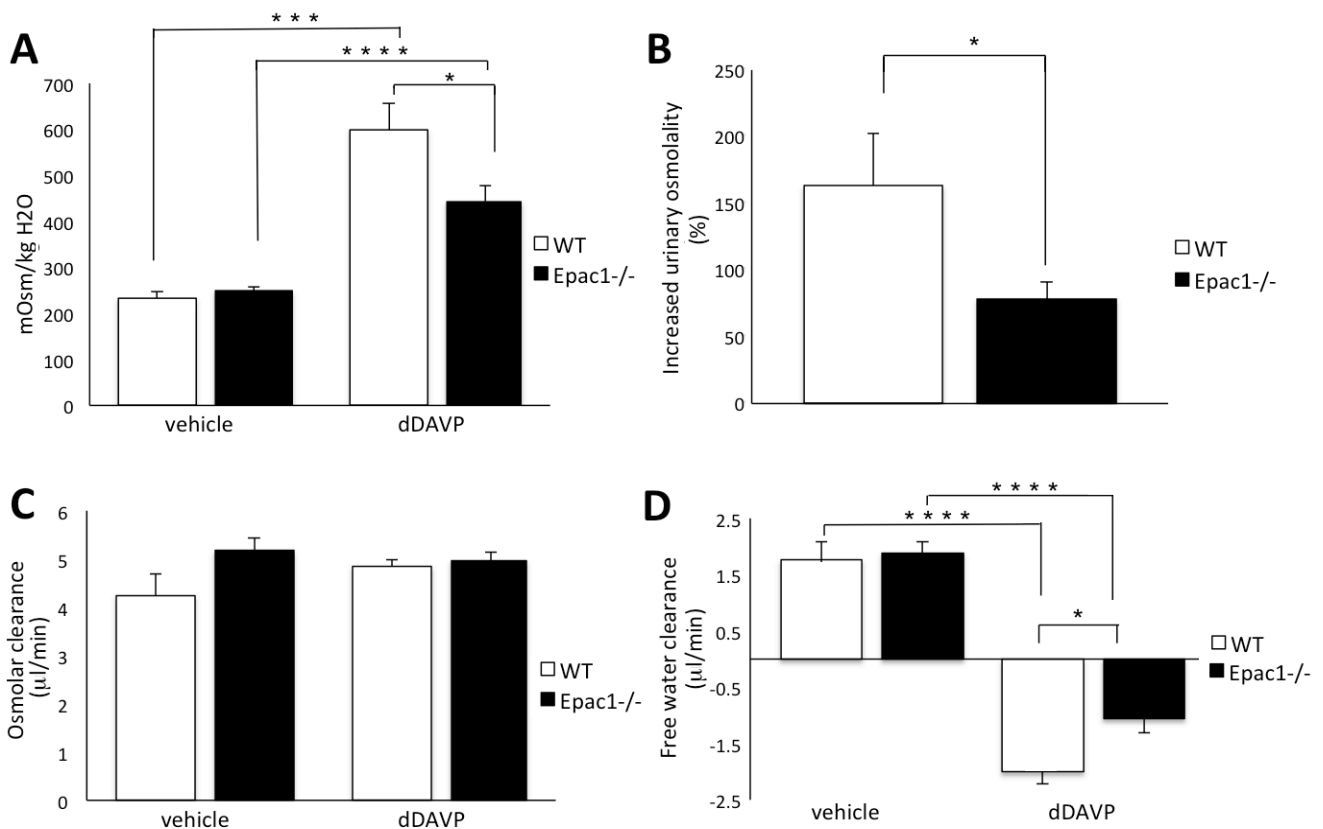 A
* * *
* * * *
*
mOsm/kg H2O
700
600
500
400
300
200
100
0
vehicle
dDAVP
WT
Epac1-/-
B
*
Increased urinary osmolality
(%)
250
200
150
100
50
0
WT
Epac1-/-
C
Osmolar clearance
(μl/min)
6
5
4
3
2
1
0
vehicle
dDAVP
WT
Epac1-/-
D
* * * *
* * * *
*
Free water clearance
(μl/min)
2.5
1.5
0.5
-0.5
-1.5
-2.5
vehicle
dDAVP
WT
Epac1-/-